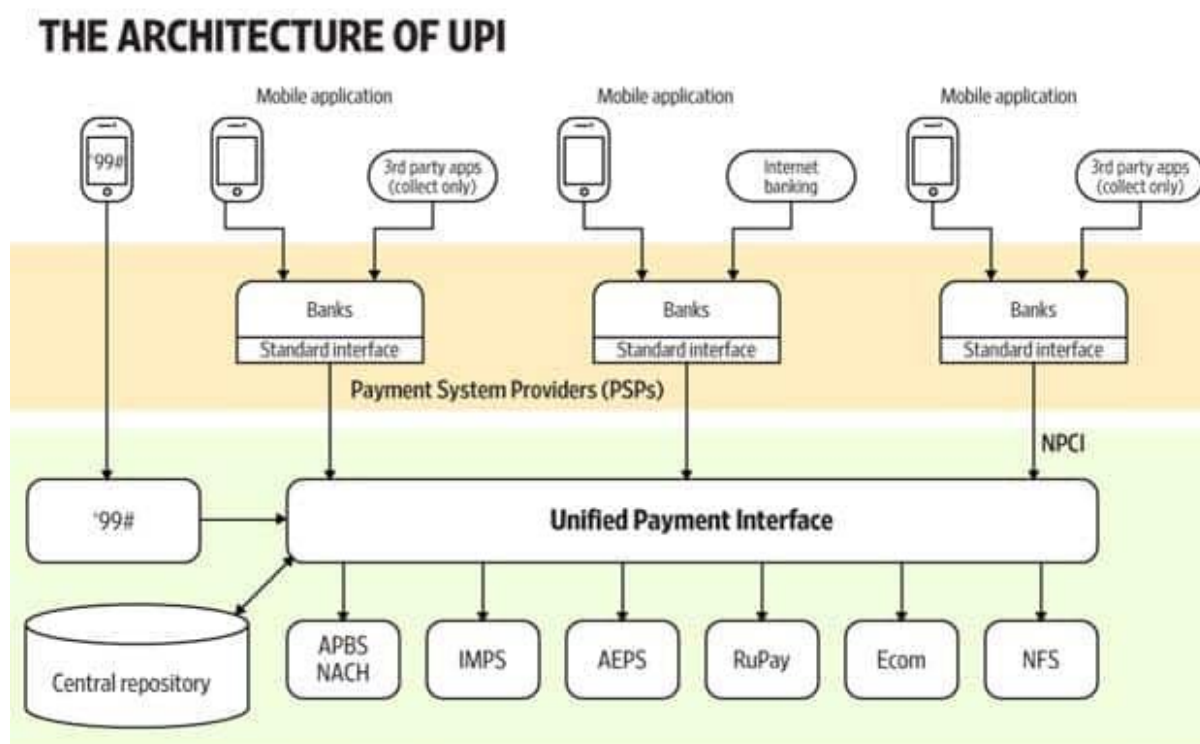 THE ARCHITECTURE OF UPI
Mobile application
Mobile application
Mobile application
*99#
3rd party apps
(collect only)
Internet
banking
3rd party apps
(collect only)
Banks
Standard interface
Banks
Standard interface
Banks
Standard interface
Payment System Providers (PSPs)
NPCI
*99#
Unified Payment Interface
Central repository
APBS
NACH
IMPS
AEPS
RuPay
Ecom
NFS